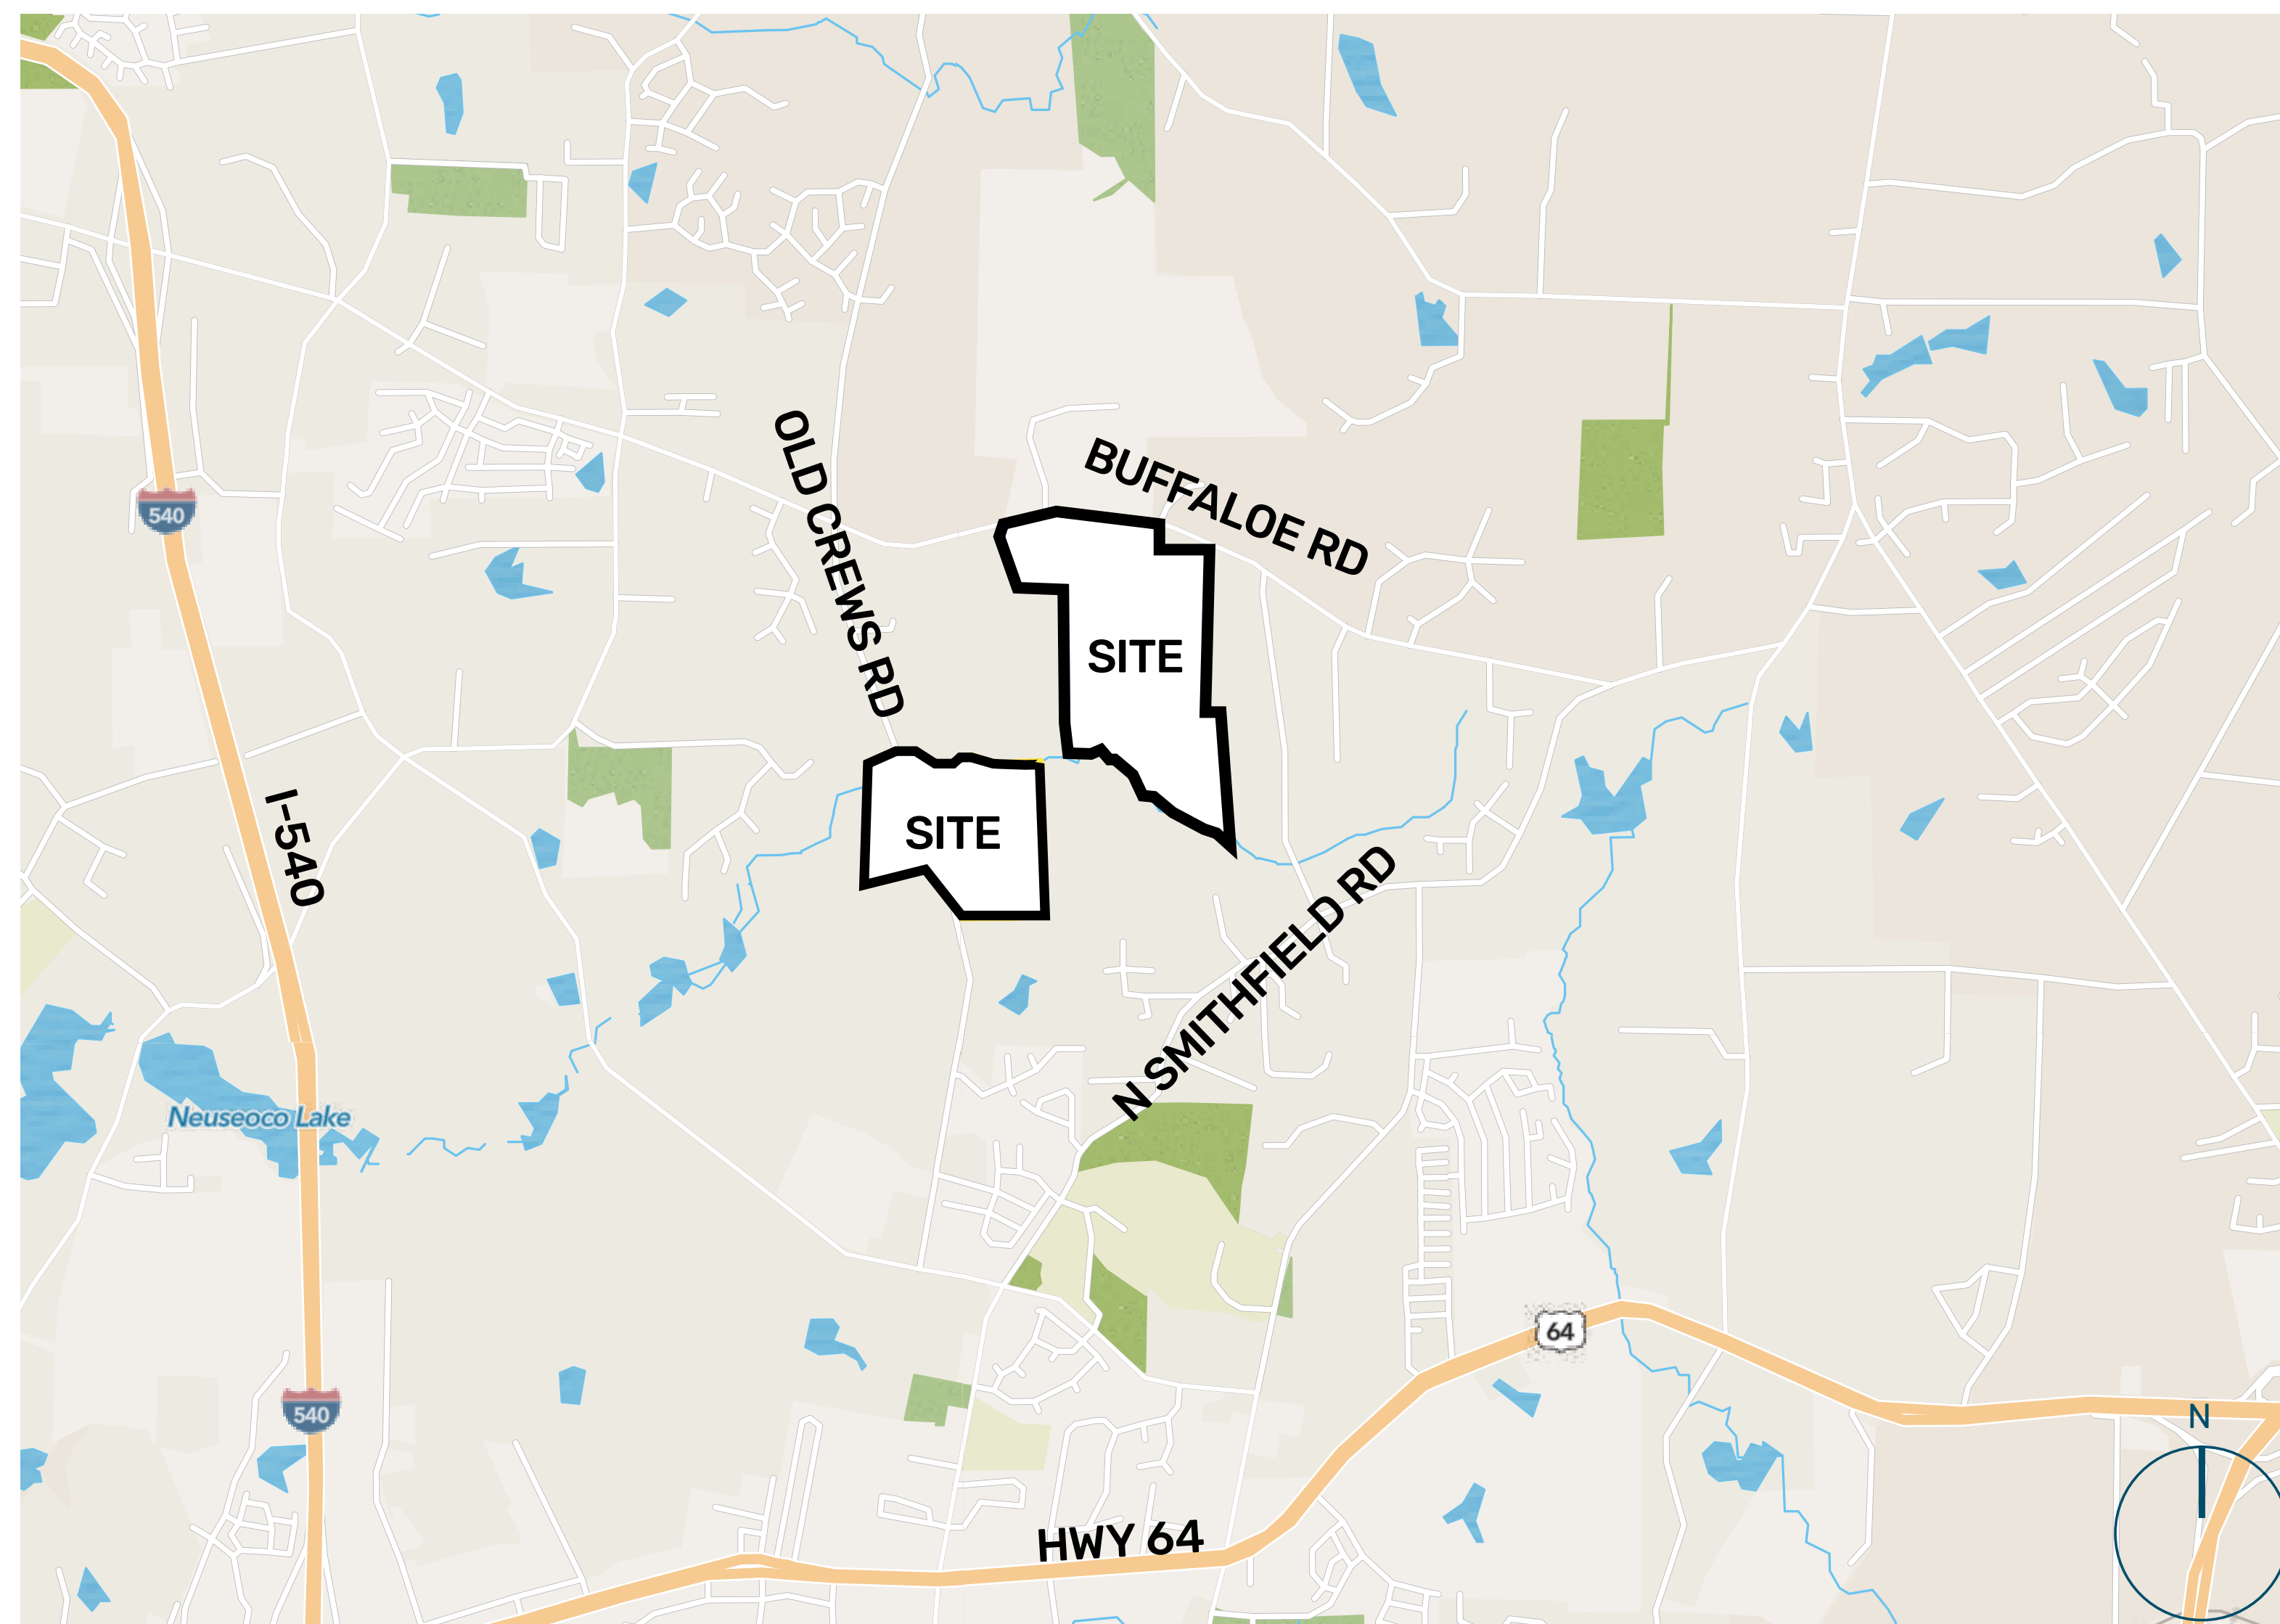 OLD CREWS RD
BUFFALOE RD
540
SITE
SITE
I-540
N SMITHFIELD RD
Neuseoco Lake
64
540
N
HWY 64